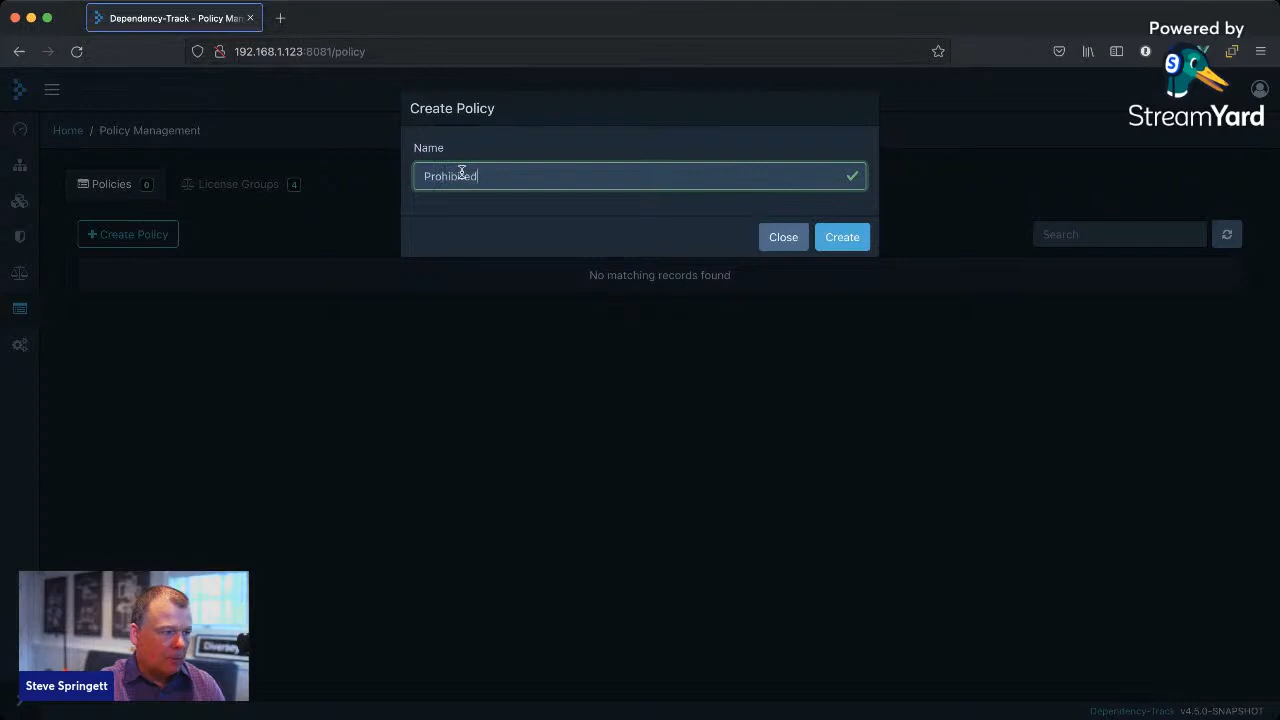 Dependency-Track - Policy Man
192.168.1.123:8081/policy
Powered by
StreamYard
Create Policy
Home / Policy Management
Name
Policies 0
License Groups 4
Prohibited
Create Policy
Close
Create
Search
No matching records found
Diversey
Steve Springett
Dependency-Track v4.5.0-SNAPSHOT